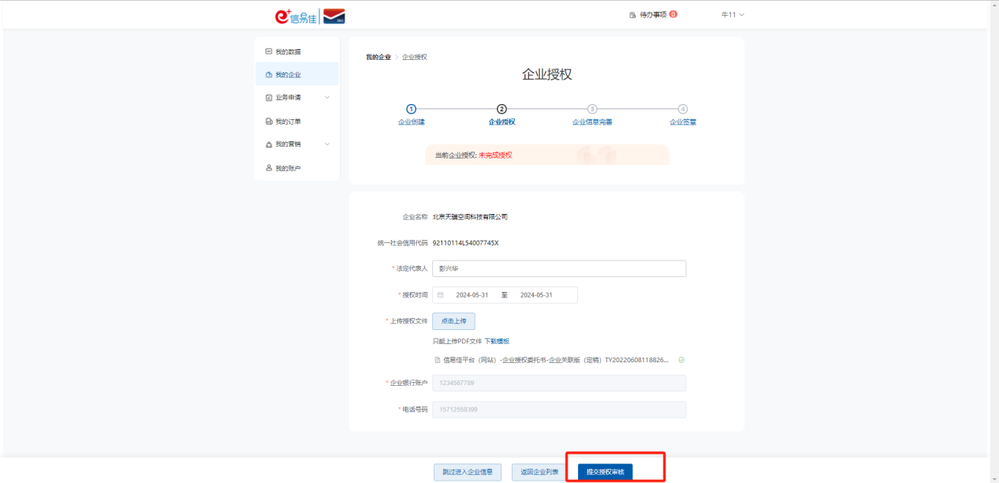 信易佳
待办事项 0
牛11
我的数据
我的企业
业务申请
我的订单
我的营销
我的账户
我的企业 > 企业授权
企业授权
1 2 3 4
企业创建 企业授权 企业信息完善 企业签章
当前企业授权: 未完成授权
企业名称 北京天骥空间科技有限公司
统一社会信用代码 92110114L54007745X
* 法定代表人 彭兴华
* 授权时间 2024-05-31 至 2024-05-31
* 上传授权文件 点击上传
只能上传PDF文件 下载模板
信易佳平台（网站）-企业授权委托书-企业关联版（定稿）TY20220608118826...
* 企业银行账户 1234567789
* 电话号码 15712559399
跳过进入企业信息 返回企业列表 提交授权审核